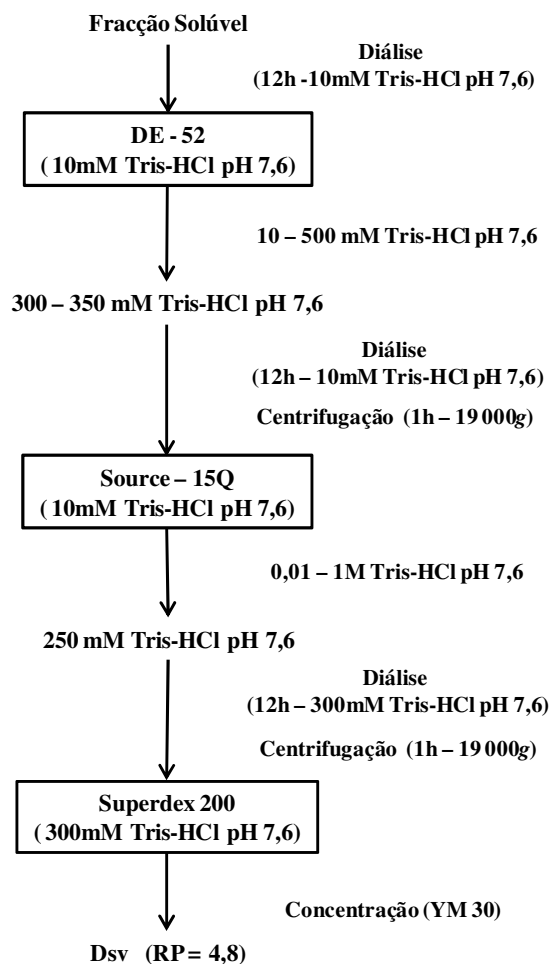 Fracção Solúvel
Diálise
(12h -10mM Tris-HCl pH 7,6)
DE - 52
( 10mM Tris-HCl pH 7,6)
10 – 500 mM Tris-HCl pH 7,6
300 – 350 mM Tris-HCl pH 7,6
Diálise
(12h – 10mM Tris-HCl pH 7,6)
Centrifugação (1h – 19 000g)
Source – 15Q
( 10mM Tris-HCl pH 7,6)
0,01 – 1M Tris-HCl pH 7,6
250 mM Tris-HCl pH 7,6
Diálise
(12h – 300mM Tris-HCl pH 7,6)
Centrifugação (1h – 19 000g)
Superdex 200
( 300mM Tris-HCl pH 7,6)
Concentração (YM 30)
Dsv (RP = 4,8)